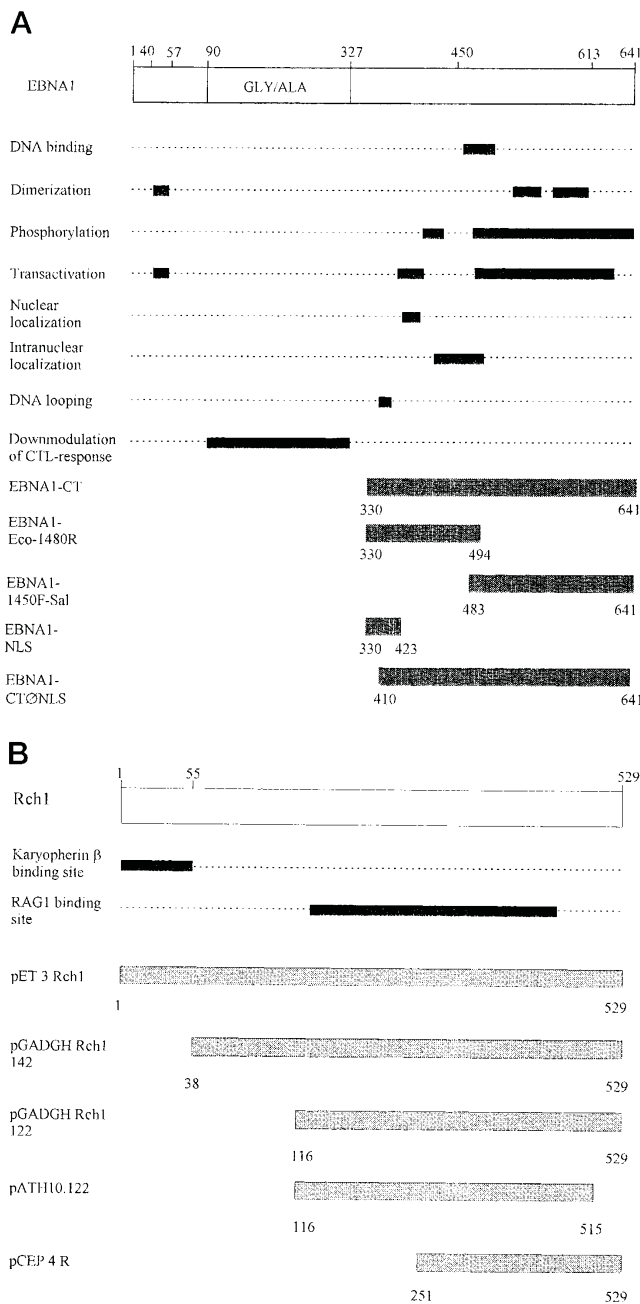 A
1 40 57 90 327 450 613 641
EBNA1
GLY/ALA
DNA binding
Dimerization
Phosphorylation
Transactivation
Nuclear
localization
Intranuclear
localization
DNA looping
Downmodulation
of CTL-response
EBNA1-CT
330 641
EBNA1-
Eco-1480R
330 494
EBNA1-
1450F-Sal
483 641
EBNA1-
NLS
330 423
EBNA1-
CTØNLS
410 641
B
1 55 529
Rch1
Karyopherin β
binding site
RAG1 binding
site
pET 3 Rch1
1 529
pGADGH Rch1
142
38 529
pGADGH Rch1
122
116 529
pATH10.122
116 515
pCEP 4 R
251 529